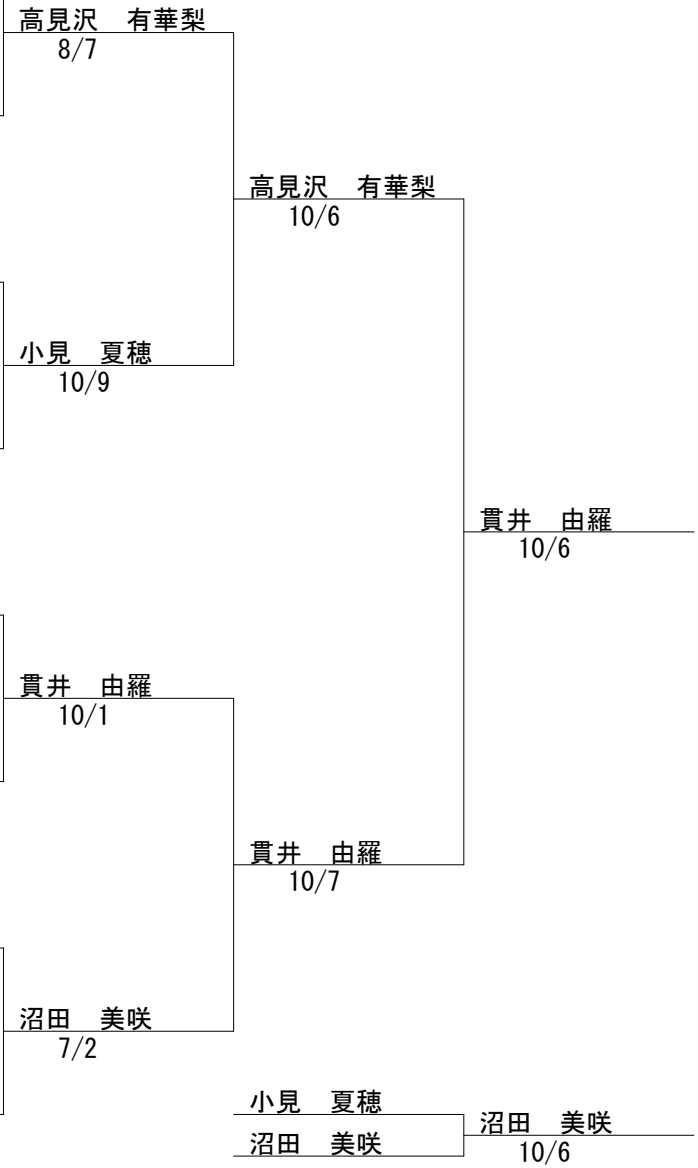 高見沢　有華梨
8/7
高見沢　有華梨
10/6
小見　夏穂
10/9
貫井　由羅
10/6
貫井　由羅
10/1
貫井　由羅
10/7
沼田　美咲
7/2
小見　夏穂
沼田　美咲
沼田　美咲
10/6